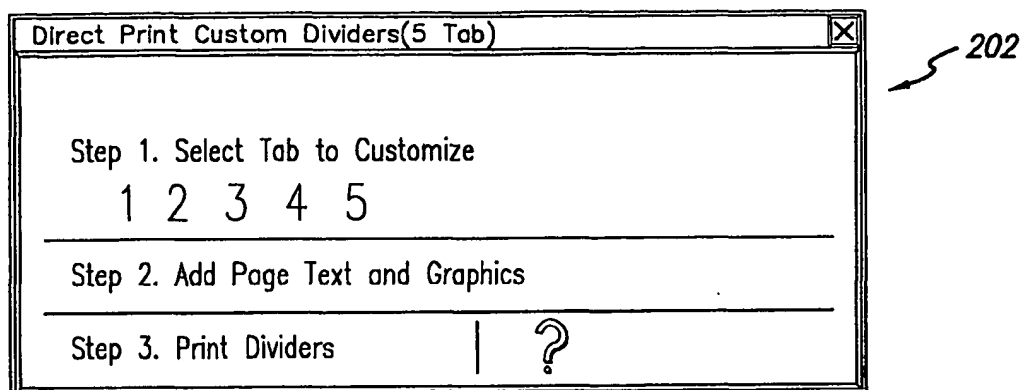 Direct Print Custom Dividers(5 Tab)
202
Step 1. Select Tab to Customize
1 2 3 4 5
Step 2. Add Page Text and Graphics
Step 3. Print Dividers | ?